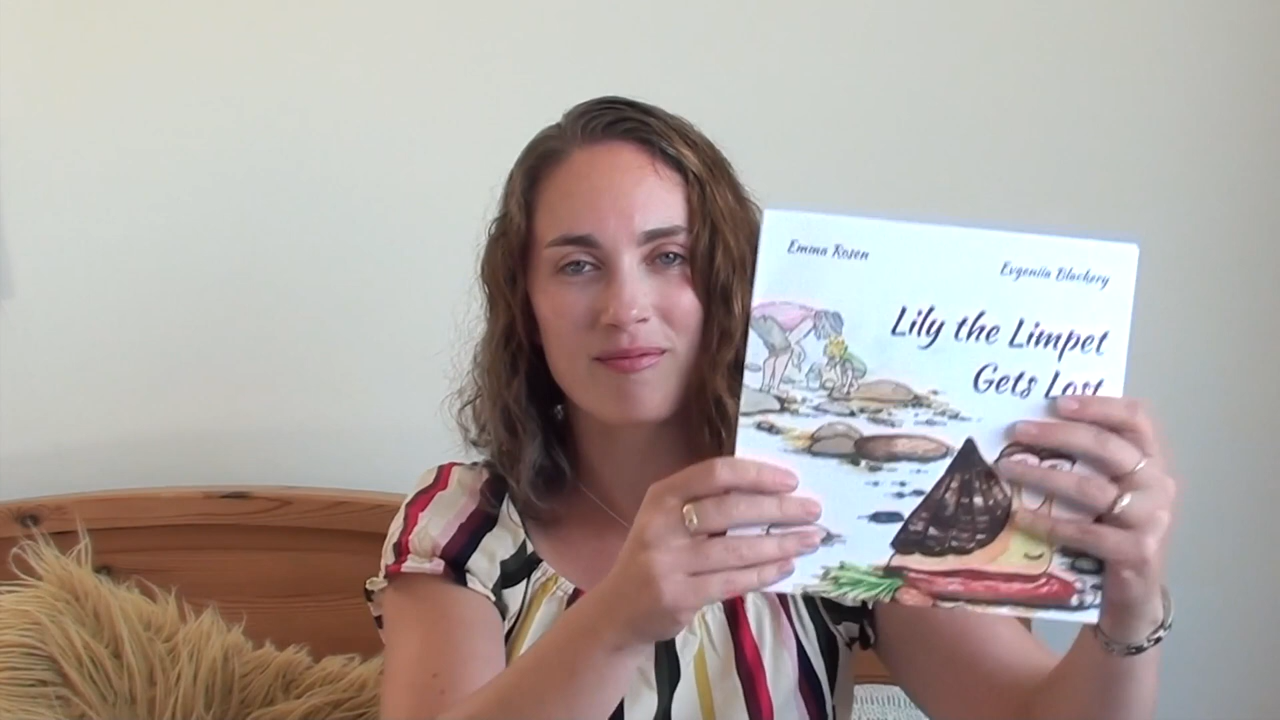 Emma Rosen
Evgeniia Blackery
Lily the Limpet
Gets Lost